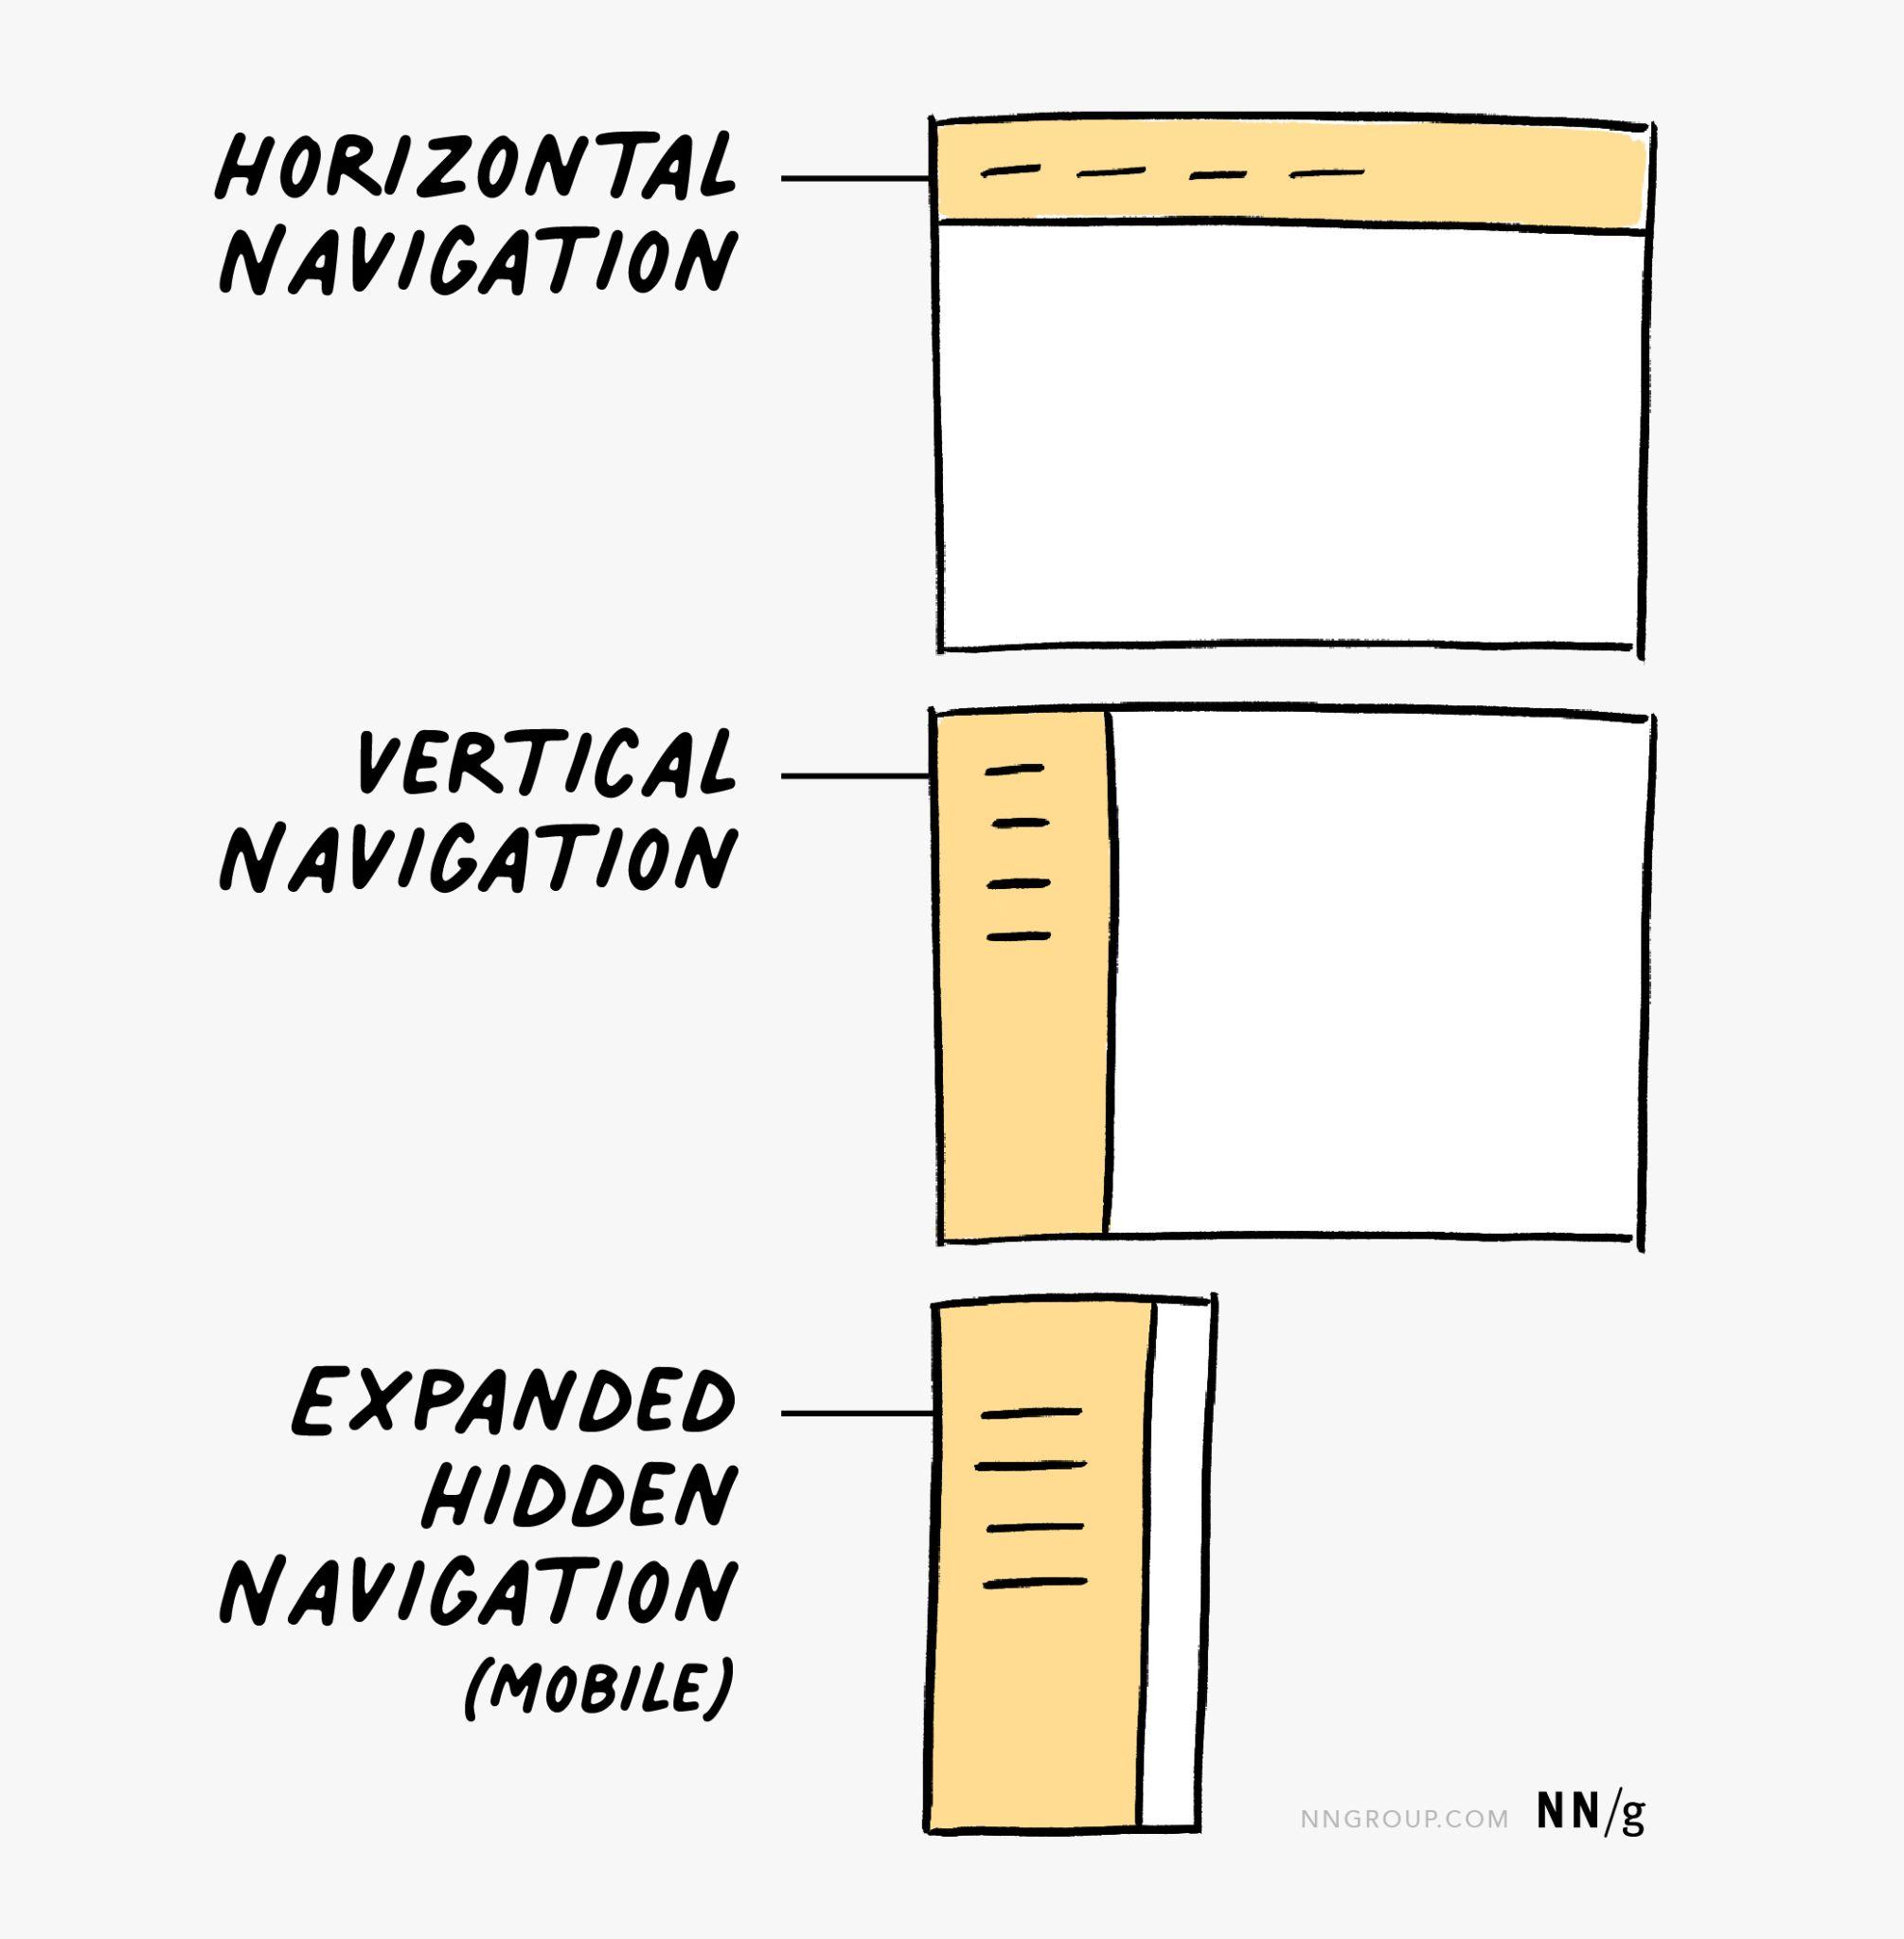 HORIZONTAL
NAVIGATION
VERTICAL
NAVIGATION
EXPANDED
HIDDEN
NAVIGATION
(MOBILE)
NNGROUP.COM NN/g